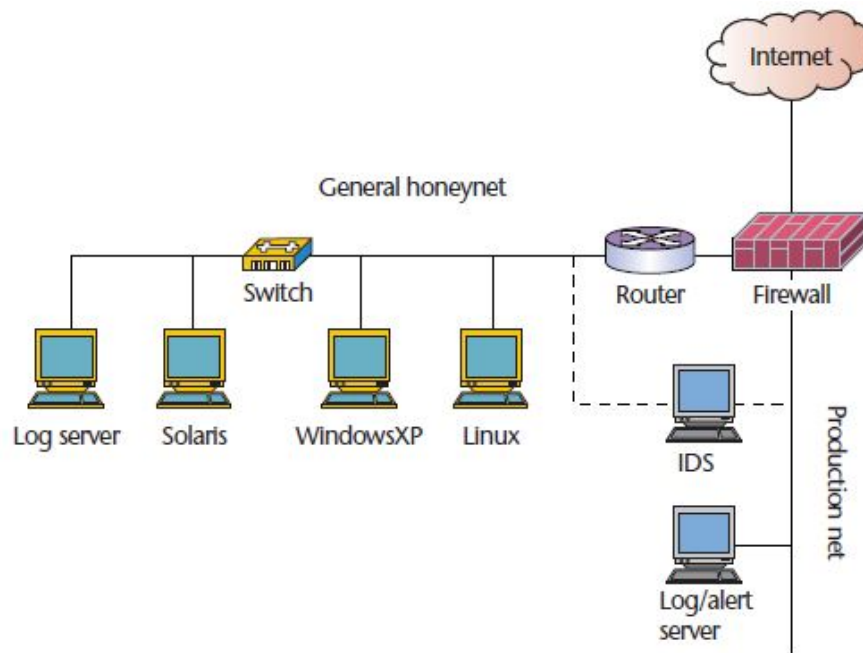 Internet
General honeynet
Switch
Router
Firewall
Log server
Solaris
WindowsXP
Linux
IDS
Production net
Log/alert
server